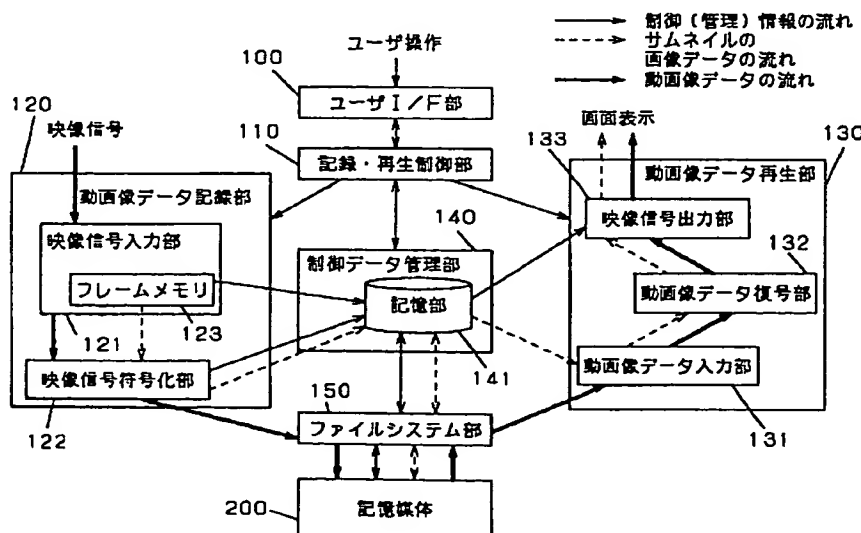 制御(管理)情報の流れ
サムネイルの
画像データの流れ
動画像データの流れ
ユーザ操作
100
ユーザI/F部
120
映像信号
110
記録・再生制御部
画面表示
133
130
動画像データ記録部
動画像データ再生部
映像信号入力部
140
映像信号出力部
制御データ管理部
132
フレームメモリ
記憶部
動画像データ復号部
121
123
141
映像信号符号化部
動画像データ入力部
122
150
ファイルシステム部
131
200
記憶媒体